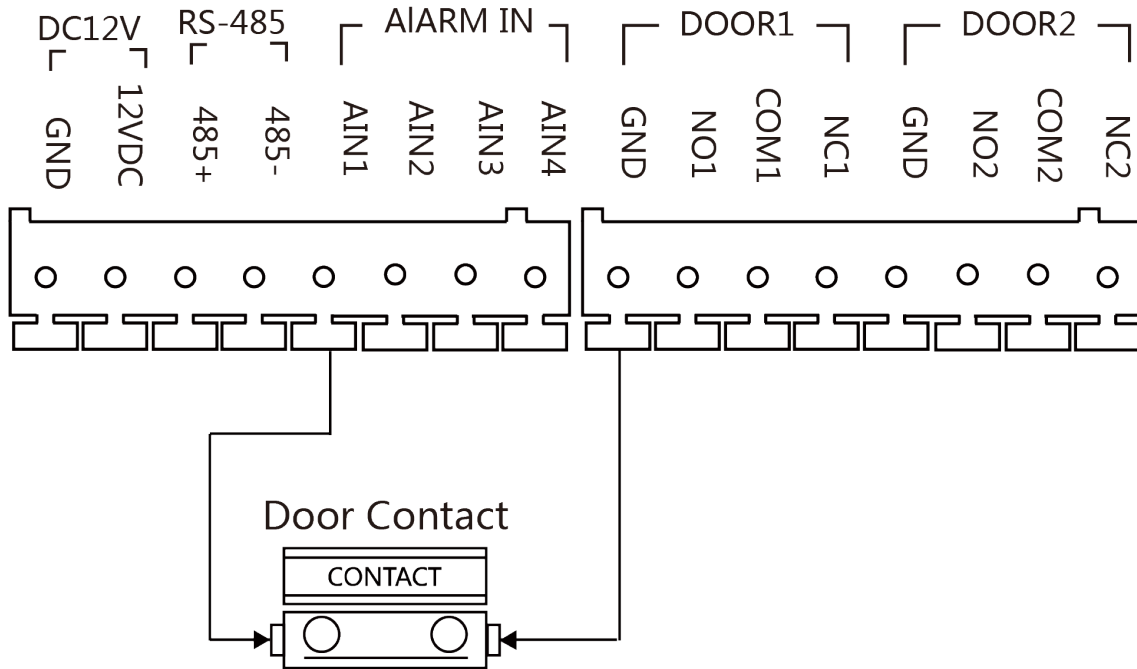 DC12V RS-485 AlARM IN DOOR1 DOOR2
GND 12VDC 485+ 485- AIN1 AIN2 AIN3 AIN4 GND NO1 COM1 NC1 GND NO2 COM2 NC2
Door Contact
CONTACT